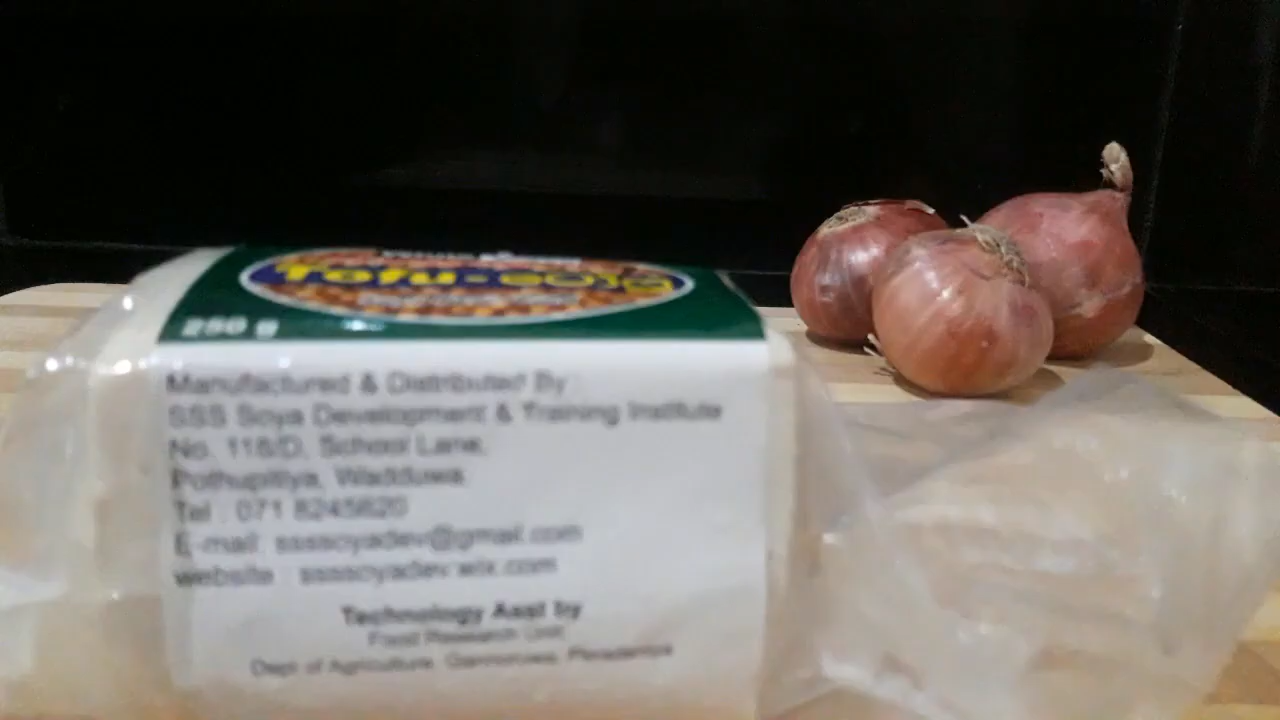 Tofu - soya
250 g
Manufactured & Distributed By
SSS Soya Development & Training Institute
No. 118/D, School Lane,
Pothupitiya, Wadduwa
Tel : 071 8245620
E-mail: ssssoyadev@gmail.com
website : ssssoyadev.wix.com
Technology Asst by
Food Research Unit
Dept of Agriculture, Gannoruwa, Peradeniya